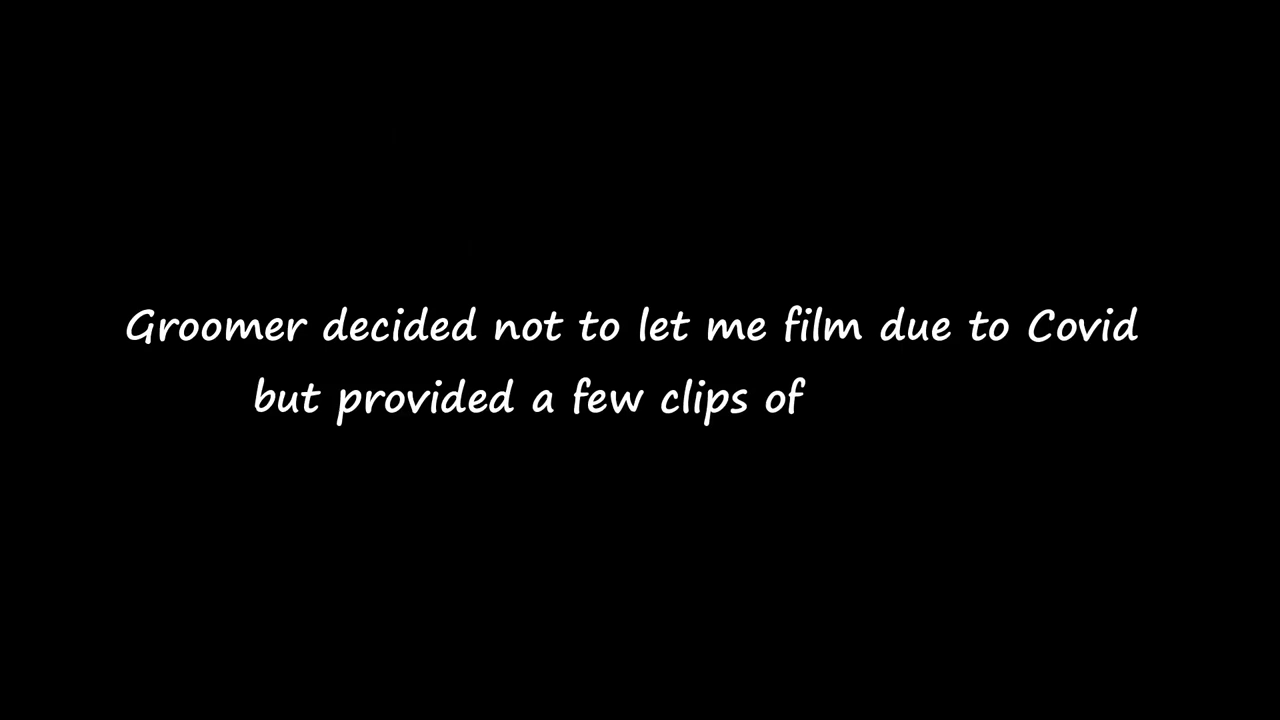 Groomer decided not to let me film due to Covid
but provided a few clips of